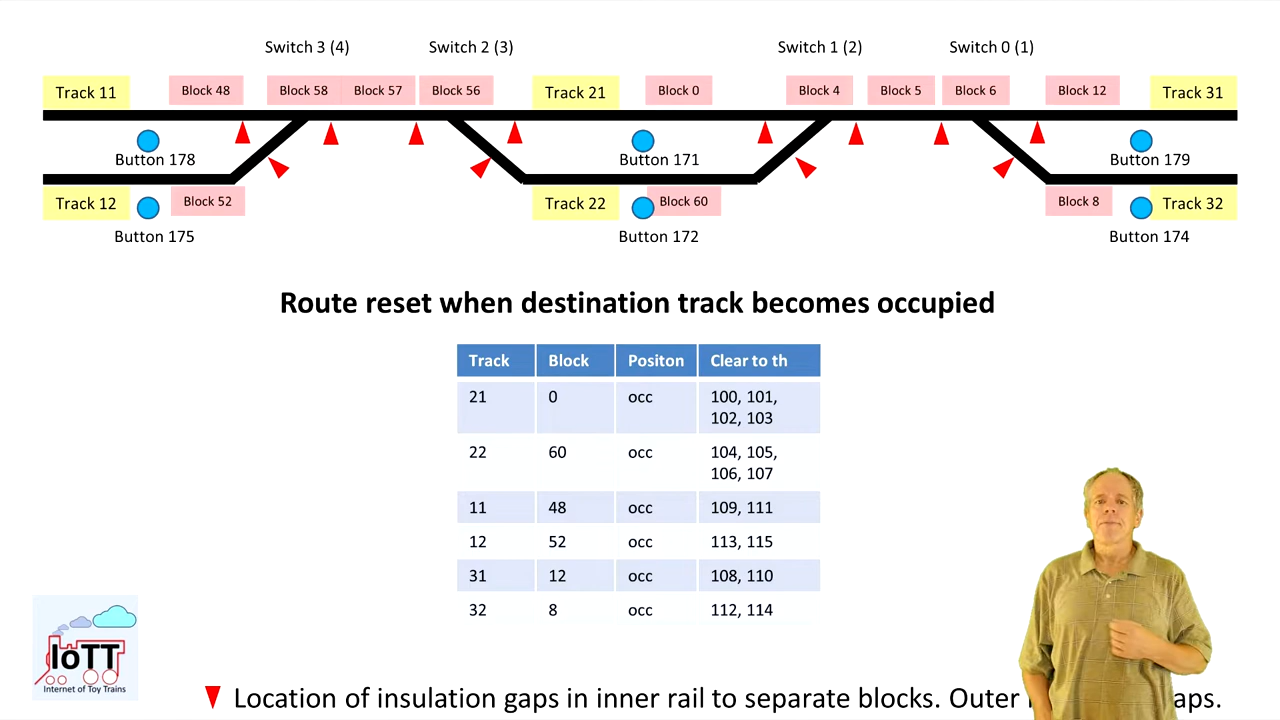 Switch 3 (4) Switch 2 (3) Switch 1 (2) Switch 0 (1)
Track 11 Block 48 Block 58 Block 57 Block 56 Track 21 Block 0 Block 4 Block 5 Block 6 Block 12 Track 31
Button 178 Button 171 Button 179
Track 12 Block 52 Track 22 Block 60 Block 8 Track 32
Button 175 Button 172 Button 174
Route reset when destination track becomes occupied
Track Block Positon Clear to th
21 0 occ 100, 101,
102, 103
22 60 occ 104, 105,
106, 107
11 48 occ 109, 111
12 52 occ 113, 115
31 12 occ 108, 110
32 8 occ 112, 114
IoTT
Internet of Toy Trains
Location of insulation gaps in inner rail to separate blocks. Outer